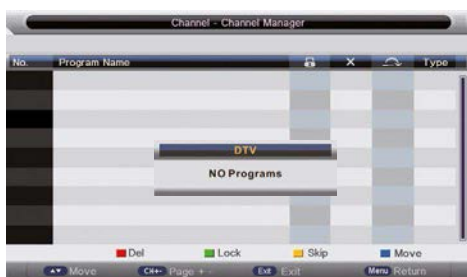 Channel - Channel Manager
No. Program Name Type
DTV
NO Programs
Del Lock Skip Move
Move CH+- Page + - Exit Exit Menu Return